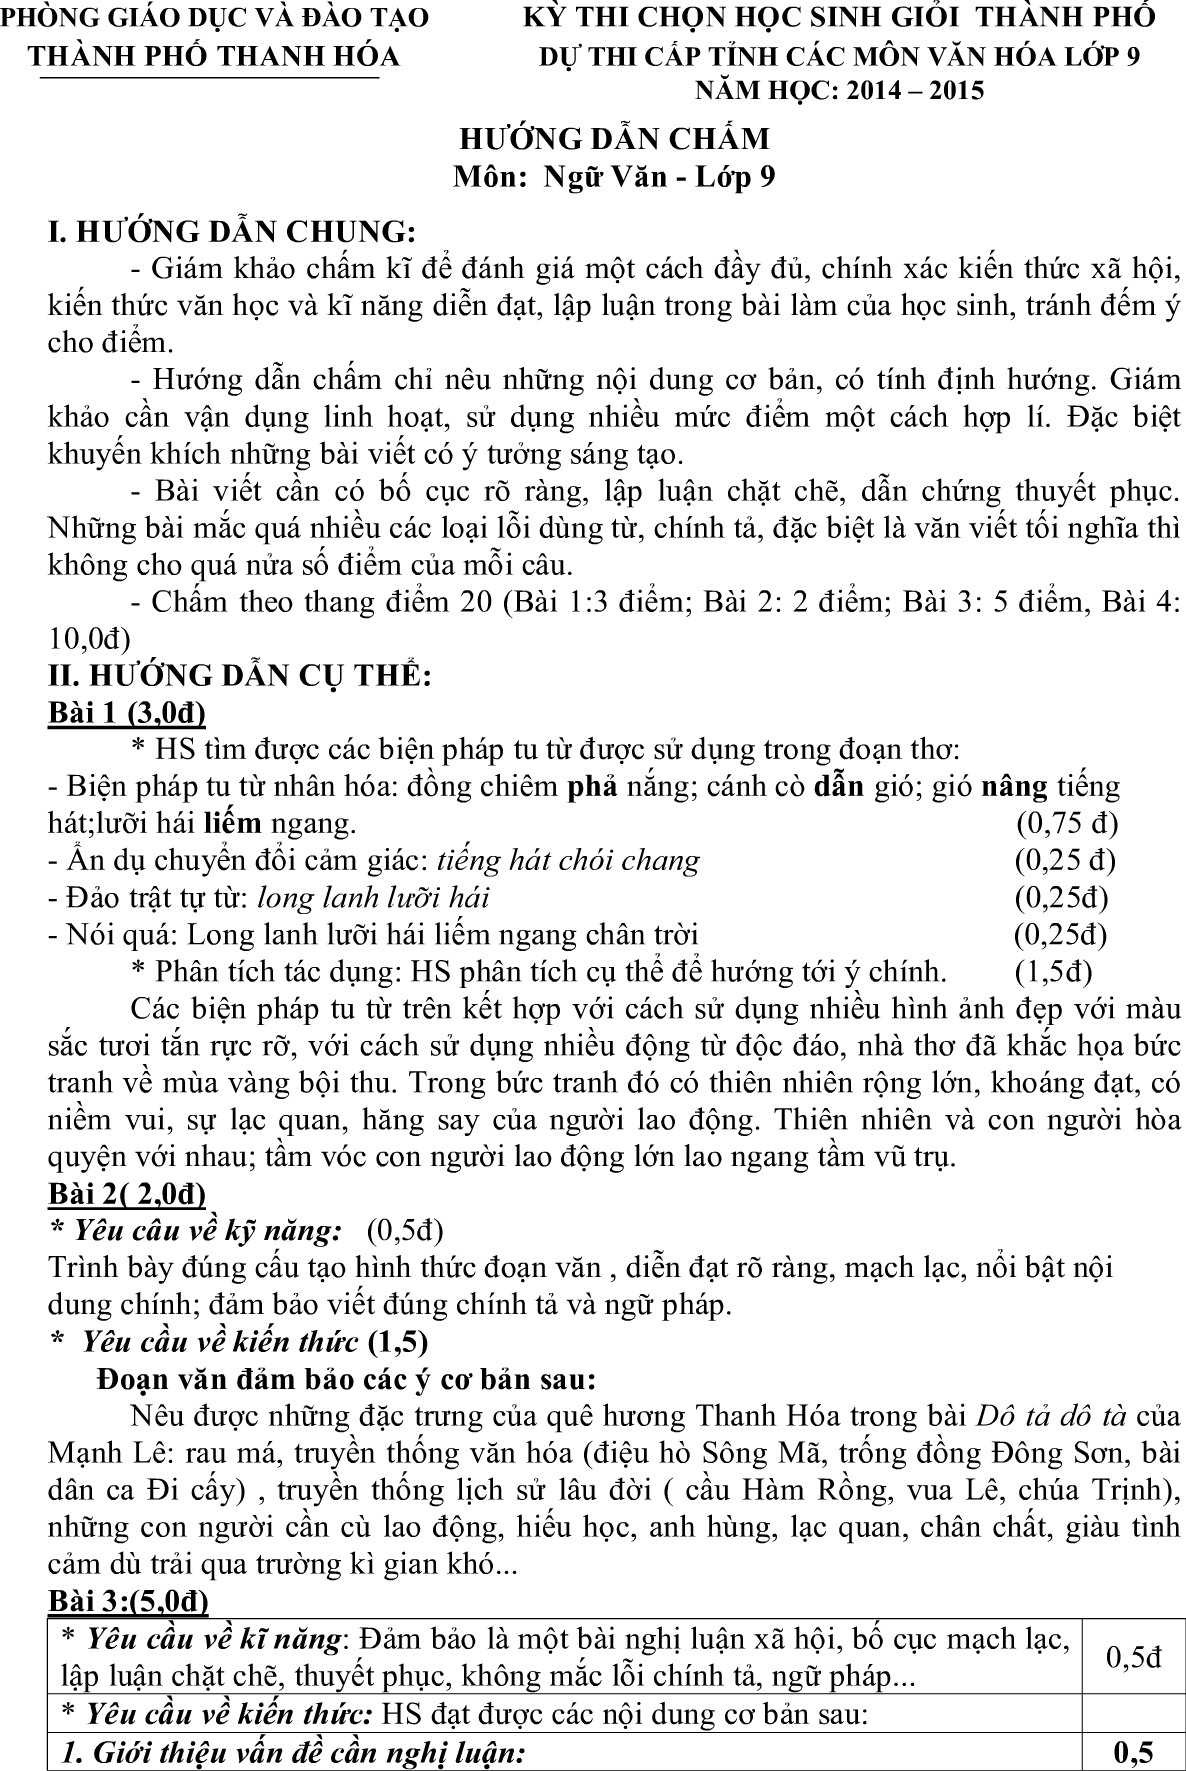 PHÒNG GIÁO DỤC VÀ ĐÀO TẠO
THÀNH PHỐ THANH HÓA
KỲ THI CHỌN HỌC SINH GIỎI THÀNH PHỐ
DỰ THI CẤP TỈNH CÁC MÔN VĂN HÓA LỚP 9
NĂM HỌC: 2014 – 2015
HƯỚNG DẪN CHẤM
Môn: Ngữ Văn - Lớp 9
I. HƯỚNG DẪN CHUNG:
- Giám khảo chấm kĩ để đánh giá một cách đầy đủ, chính xác kiến thức xã hội,
kiến thức văn học và kĩ năng diễn đạt, lập luận trong bài làm của học sinh, tránh đếm ý
cho điểm.
- Hướng dẫn chấm chỉ nêu những nội dung cơ bản, có tính định hướng. Giám
khảo cần vận dụng linh hoạt, sử dụng nhiều mức điểm một cách hợp lí. Đặc biệt
khuyến khích những bài viết có ý tưởng sáng tạo.
- Bài viết cần có bố cục rõ ràng, lập luận chặt chẽ, dẫn chứng thuyết phục.
Những bài mắc quá nhiều các loại lỗi dùng từ, chính tả, đặc biệt là văn viết tối nghĩa thì
không cho quá nửa số điểm của mỗi câu.
- Chấm theo thang điểm 20 (Bài 1:3 điểm; Bài 2: 2 điểm; Bài 3: 5 điểm, Bài 4:
10,0đ)
II. HƯỚNG DẪN CỤ THỂ:
Bài 1 (3,0đ)
* HS tìm được các biện pháp tu từ được sử dụng trong đoạn thơ:
- Biện pháp tu từ nhân hóa: đồng chiêm phả nắng; cánh cò dẫn gió; gió nâng tiếng
hát;lưỡi hái liếm ngang. (0,75 đ)
- Ẩn dụ chuyển đổi cảm giác: tiếng hát chói chang (0,25 đ)
- Đảo trật tự từ: long lanh lưỡi hái (0,25đ)
- Nói quá: Long lanh lưỡi hái liếm ngang chân trời (0,25đ)
* Phân tích tác dụng: HS phân tích cụ thể để hướng tới ý chính. (1,5đ)
Các biện pháp tu từ trên kết hợp với cách sử dụng nhiều hình ảnh đẹp với màu
sắc tươi tắn rực rỡ, với cách sử dụng nhiều động từ độc đáo, nhà thơ đã khắc họa bức
tranh về mùa vàng bội thu. Trong bức tranh đó có thiên nhiên rộng lớn, khoáng đạt, có
niềm vui, sự lạc quan, hăng say của người lao động. Thiên nhiên và con người hòa
quyện với nhau; tầm vóc con người lao động lớn lao ngang tầm vũ trụ.
Bài 2( 2,0đ)
* Yêu câu về kỹ năng: (0,5đ)
Trình bày đúng cấu tạo hình thức đoạn văn , diễn đạt rõ ràng, mạch lạc, nổi bật nội
dung chính; đảm bảo viết đúng chính tả và ngữ pháp.
* Yêu cầu về kiến thức (1,5)
Đoạn văn đảm bảo các ý cơ bản sau:
Nêu được những đặc trưng của quê hương Thanh Hóa trong bài Dô tả dô tà của
Mạnh Lê: rau má, truyền thống văn hóa (điệu hò Sông Mã, trống đồng Đông Sơn, bài
dân ca Đi cấy) , truyền thống lịch sử lâu đời ( cầu Hàm Rồng, vua Lê, chúa Trịnh),
những con người cần cù lao động, hiếu học, anh hùng, lạc quan, chân chất, giàu tình
cảm dù trải qua trường kì gian khó...
Bài 3:(5,0đ)
* Yêu cầu về kĩ năng: Đảm bảo là một bài nghị luận xã hội, bố cục mạch lạc,
lập luận chặt chẽ, thuyết phục, không mắc lỗi chính tả, ngữ pháp... 0,5đ
* Yêu cầu về kiến thức: HS đạt được các nội dung cơ bản sau:
1. Giới thiệu vấn đề cần nghị luận: 0,5